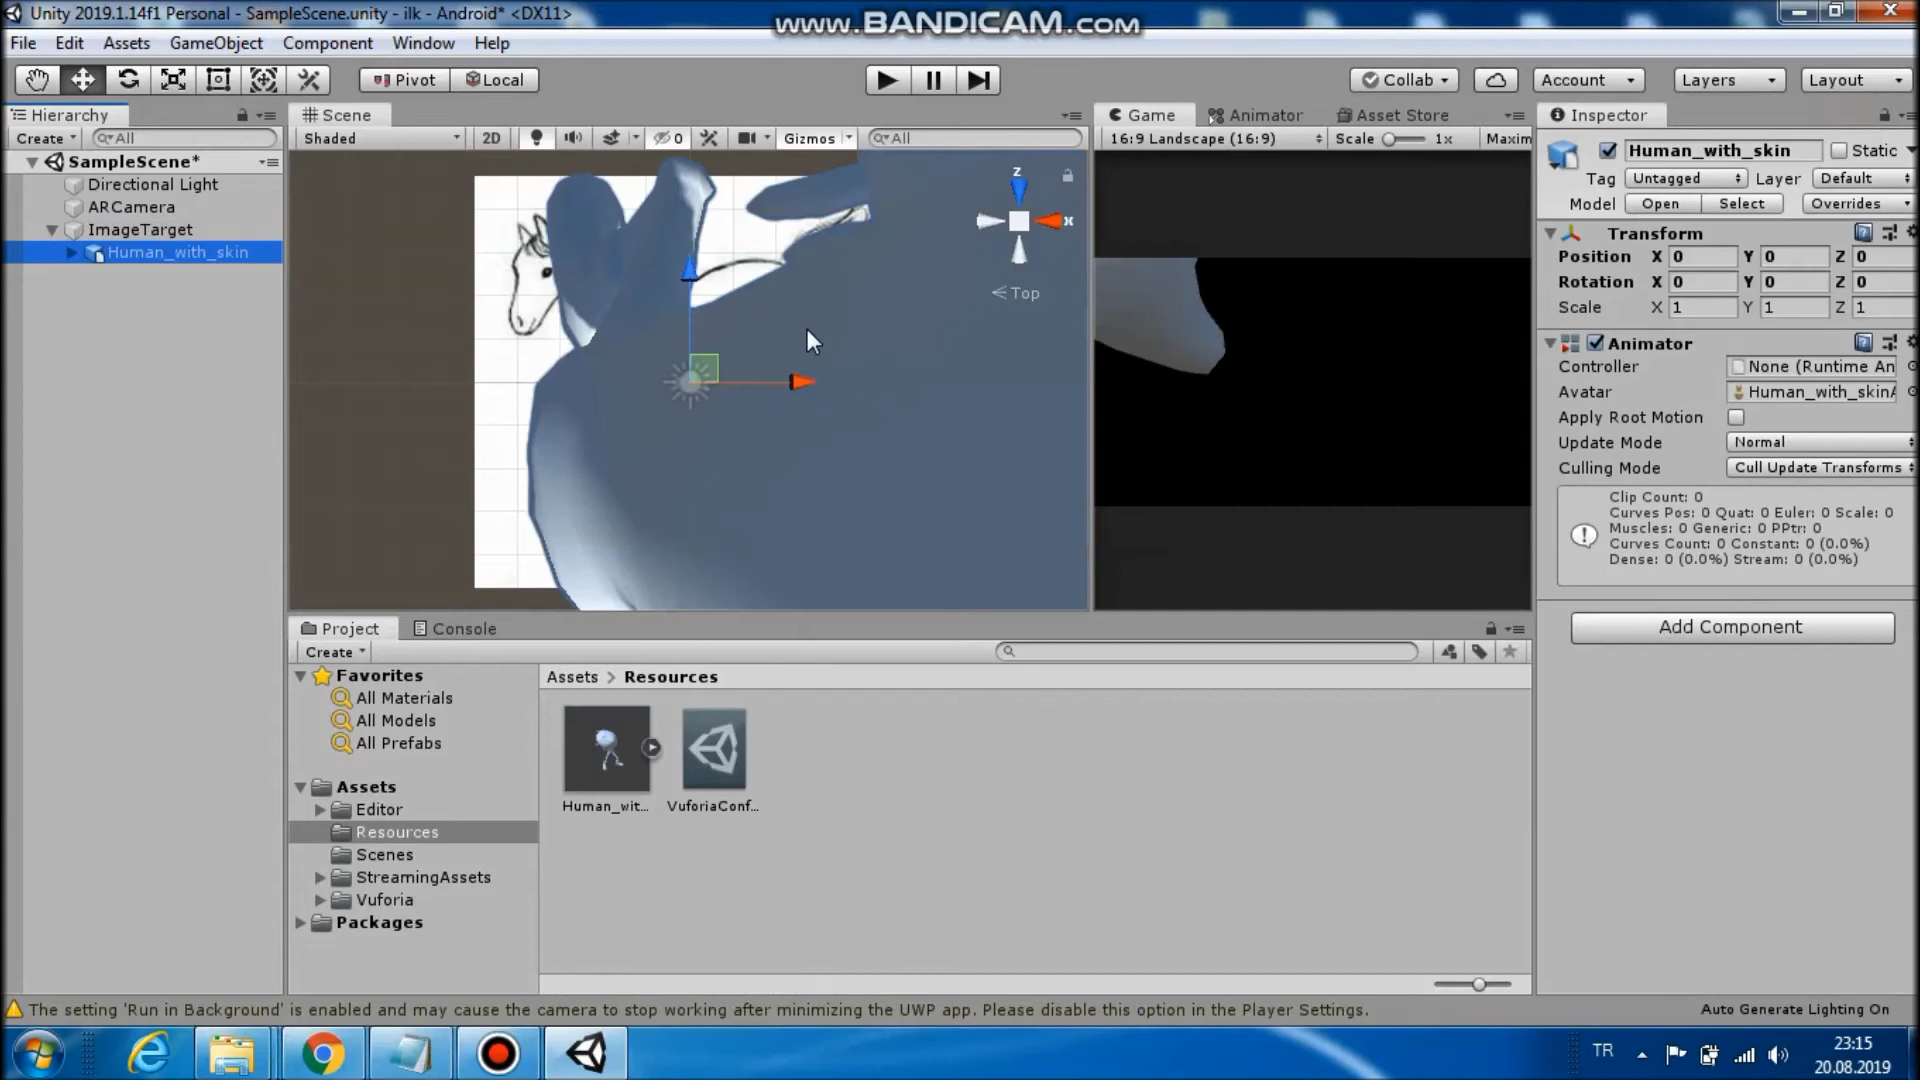 Unity 2019.1.14f1 Personal - SampleScene.unity - ilk - Android* <DX11>
www.BANDICAM.com
File Edit Assets GameObject Component Window Help
Pivot Local Collab Account Layers Layout
Hierarchy Scene Game Animator Asset Store Inspector
Create All Shaded 2D 0 Gizmos All 16:9 Landscape (16:9) Scale 1x Maxim
SampleScene*
Directional Light
ARCamera
ImageTarget
Human_with_skin
z
x
Top
Human_with_skin Static
Tag Untagged Layer Default
Model Open Select Overrides
Transform
Position X 0 Y 0 Z 0
Rotation X 0 Y 0 Z 0
Scale X 1 Y 1 Z 1
Animator
Controller None (Runtime An
Avatar Human_with_skinA
Apply Root Motion
Update Mode Normal
Culling Mode Cull Update Transforms
Clip Count: 0
Curves Pos: 0 Quat: 0 Euler: 0 Scale: 0
Muscles: 0 Generic: 0 PPtr: 0
Curves Count: 0 Constant: 0 (0.0%)
Dense: 0 (0.0%) Stream: 0 (0.0%)
Add Component
Project Console
Create
Favorites
All Materials
All Models
All Prefabs
Assets
Editor
Resources
Scenes
StreamingAssets
Vuforia
Packages
Assets > Resources
Human_wit... VuforiaConf...
The setting 'Run in Background' is enabled and may cause the camera to stop working after minimizing the UWP app. Please disable this option in the Player Settings.
Auto Generate Lighting On
TR
23:15
20.08.2019